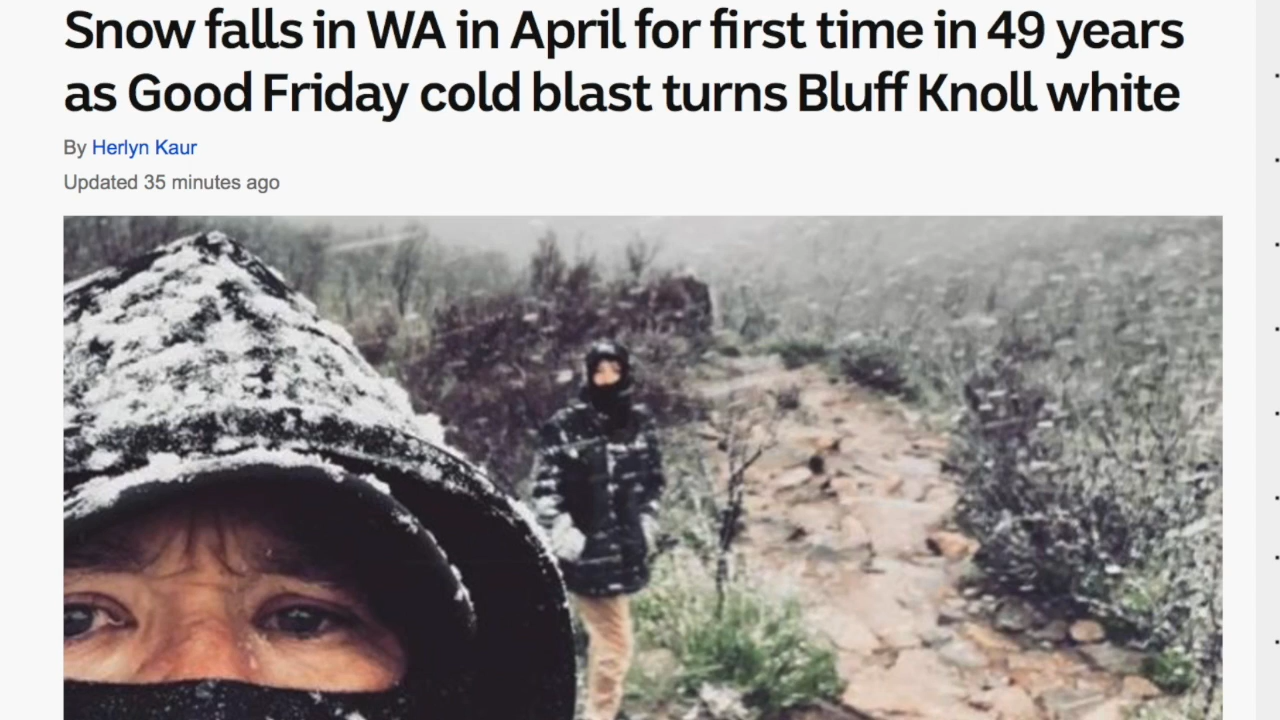 Snow falls in WA in April for first time in 49 years
as Good Friday cold blast turns Bluff Knoll white
By Herlyn Kaur
Updated 35 minutes ago